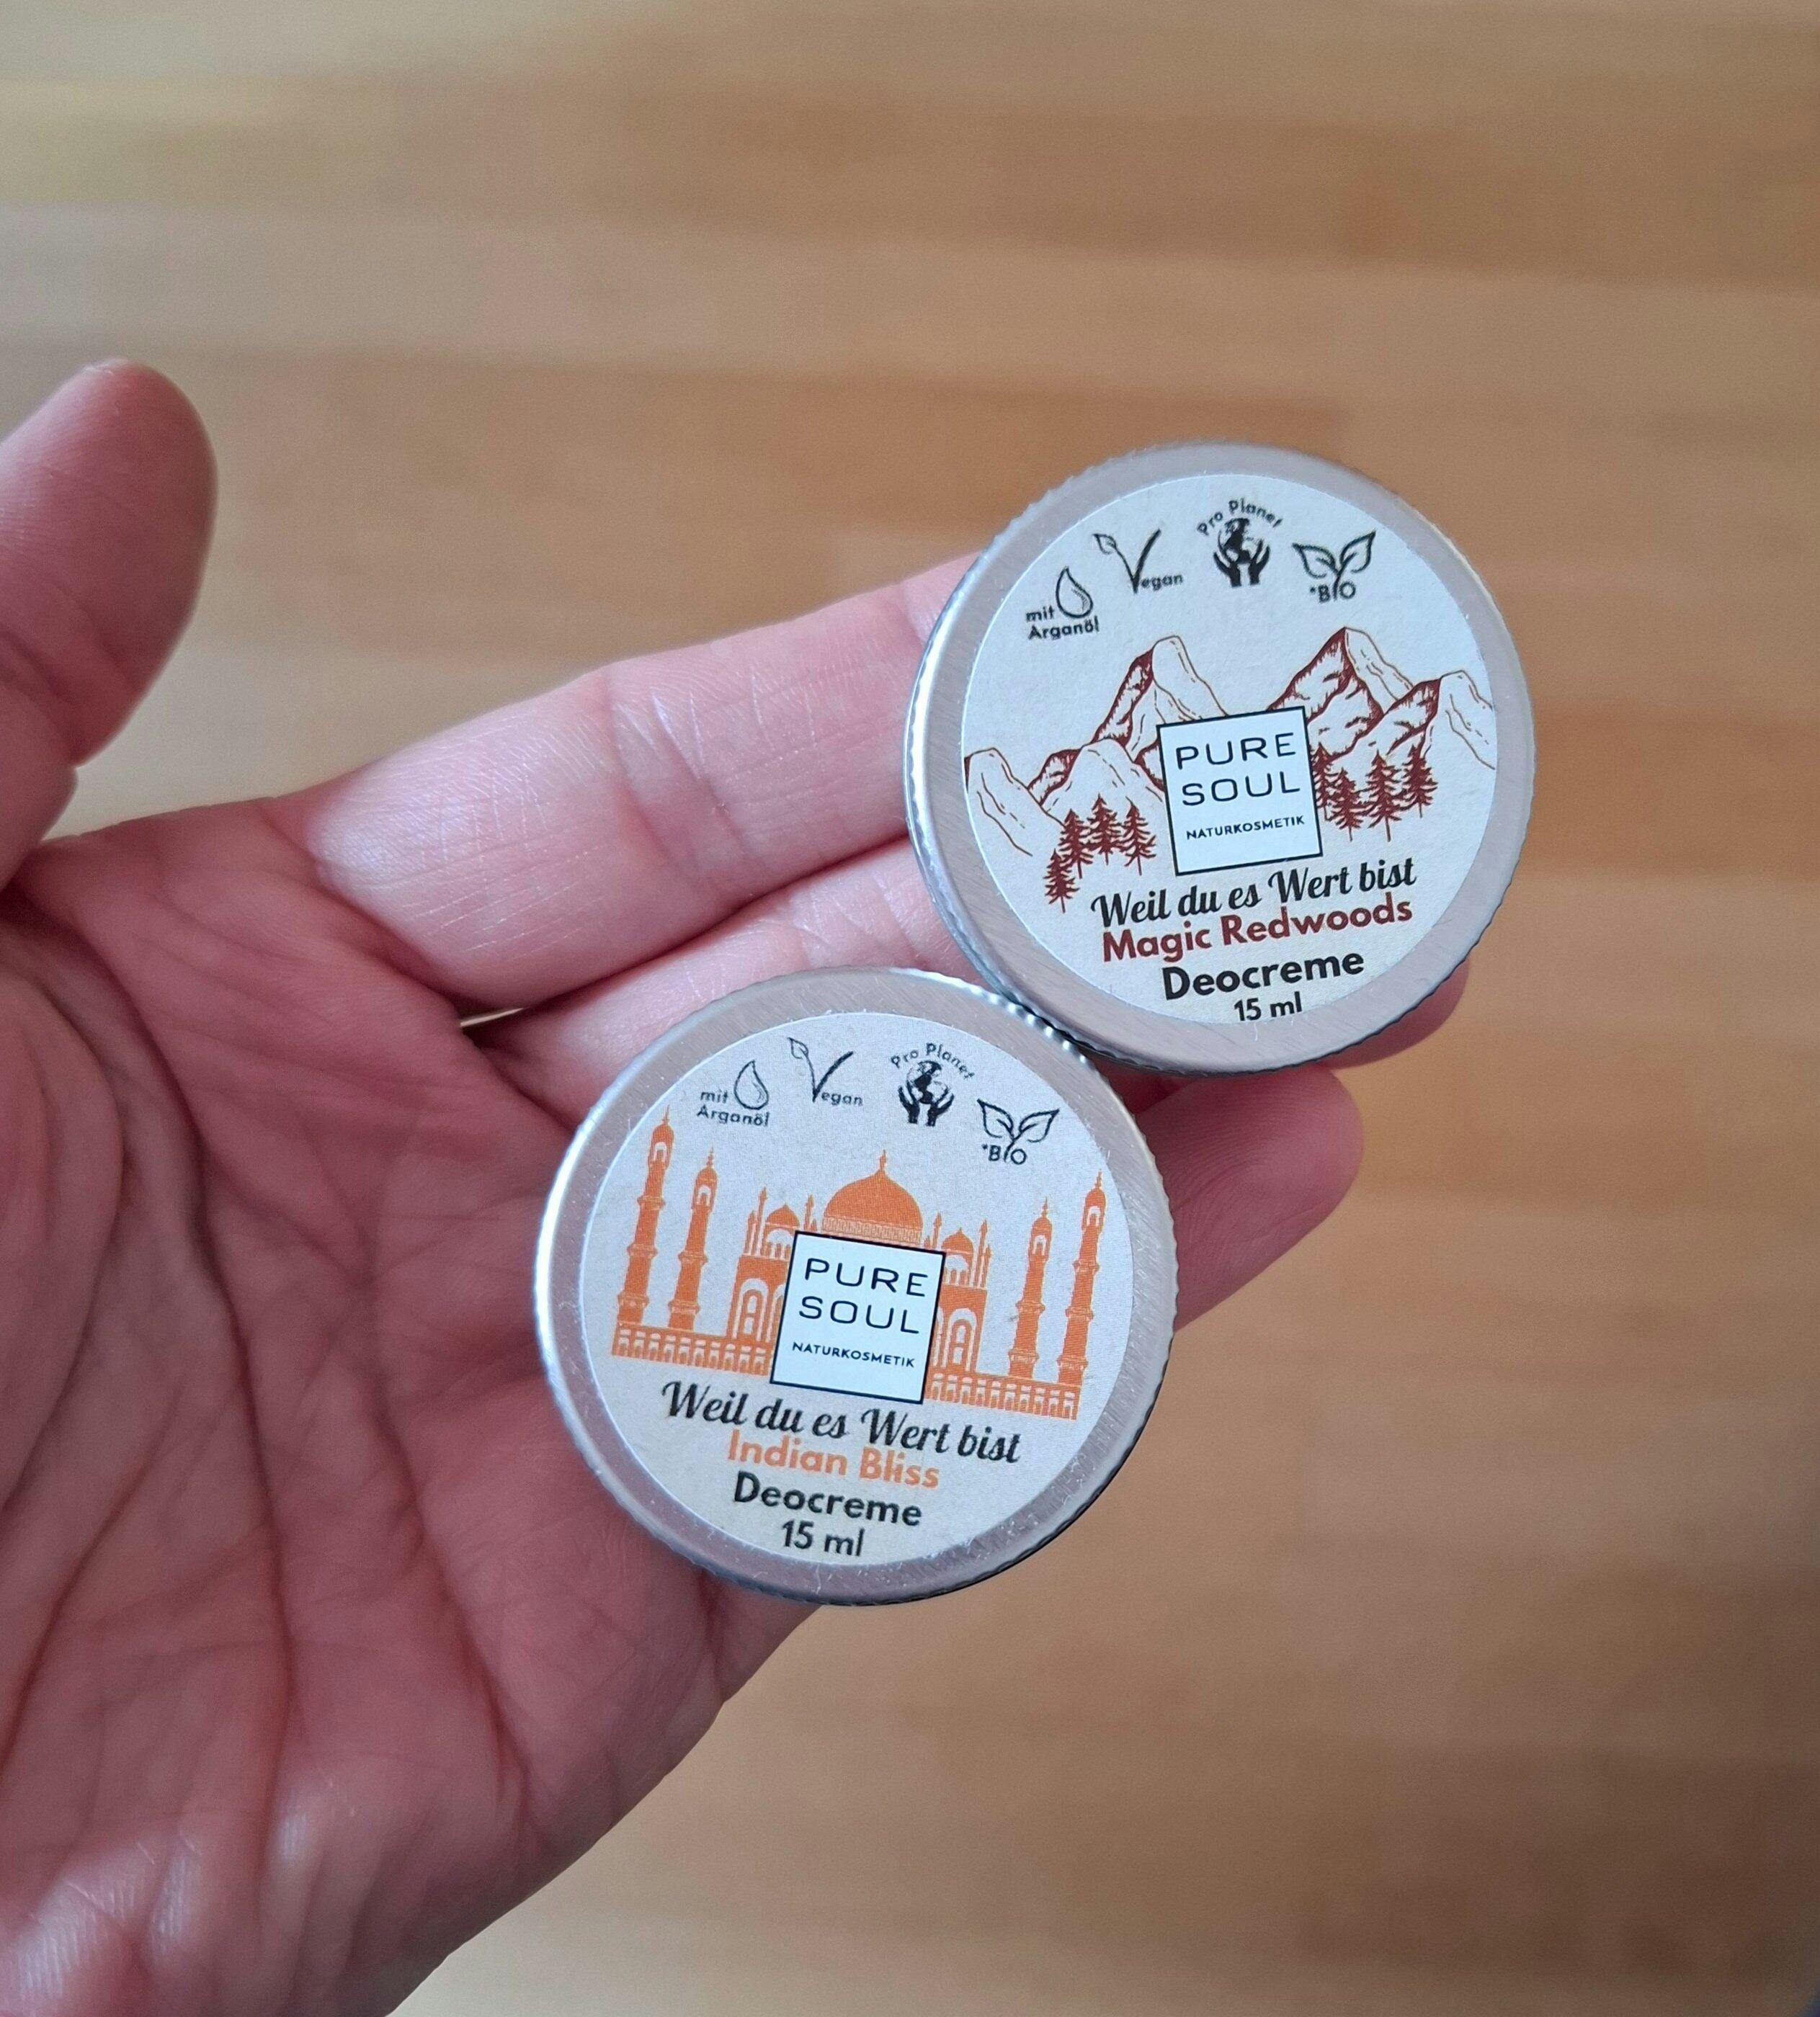 Pro Planet
Vegan
mit
Arganöl
*BIO
PURE
SOUL
NATURKOSMETIK
Weil du es Wert bist
Magic Redwoods
Deocreme
15 ml
Pro Planet
Vegan
mit
Arganöl
*BIO
PURE
SOUL
NATURKOSMETIK
Weil du es Wert bist
Indian Bliss
Deocreme
15 ml